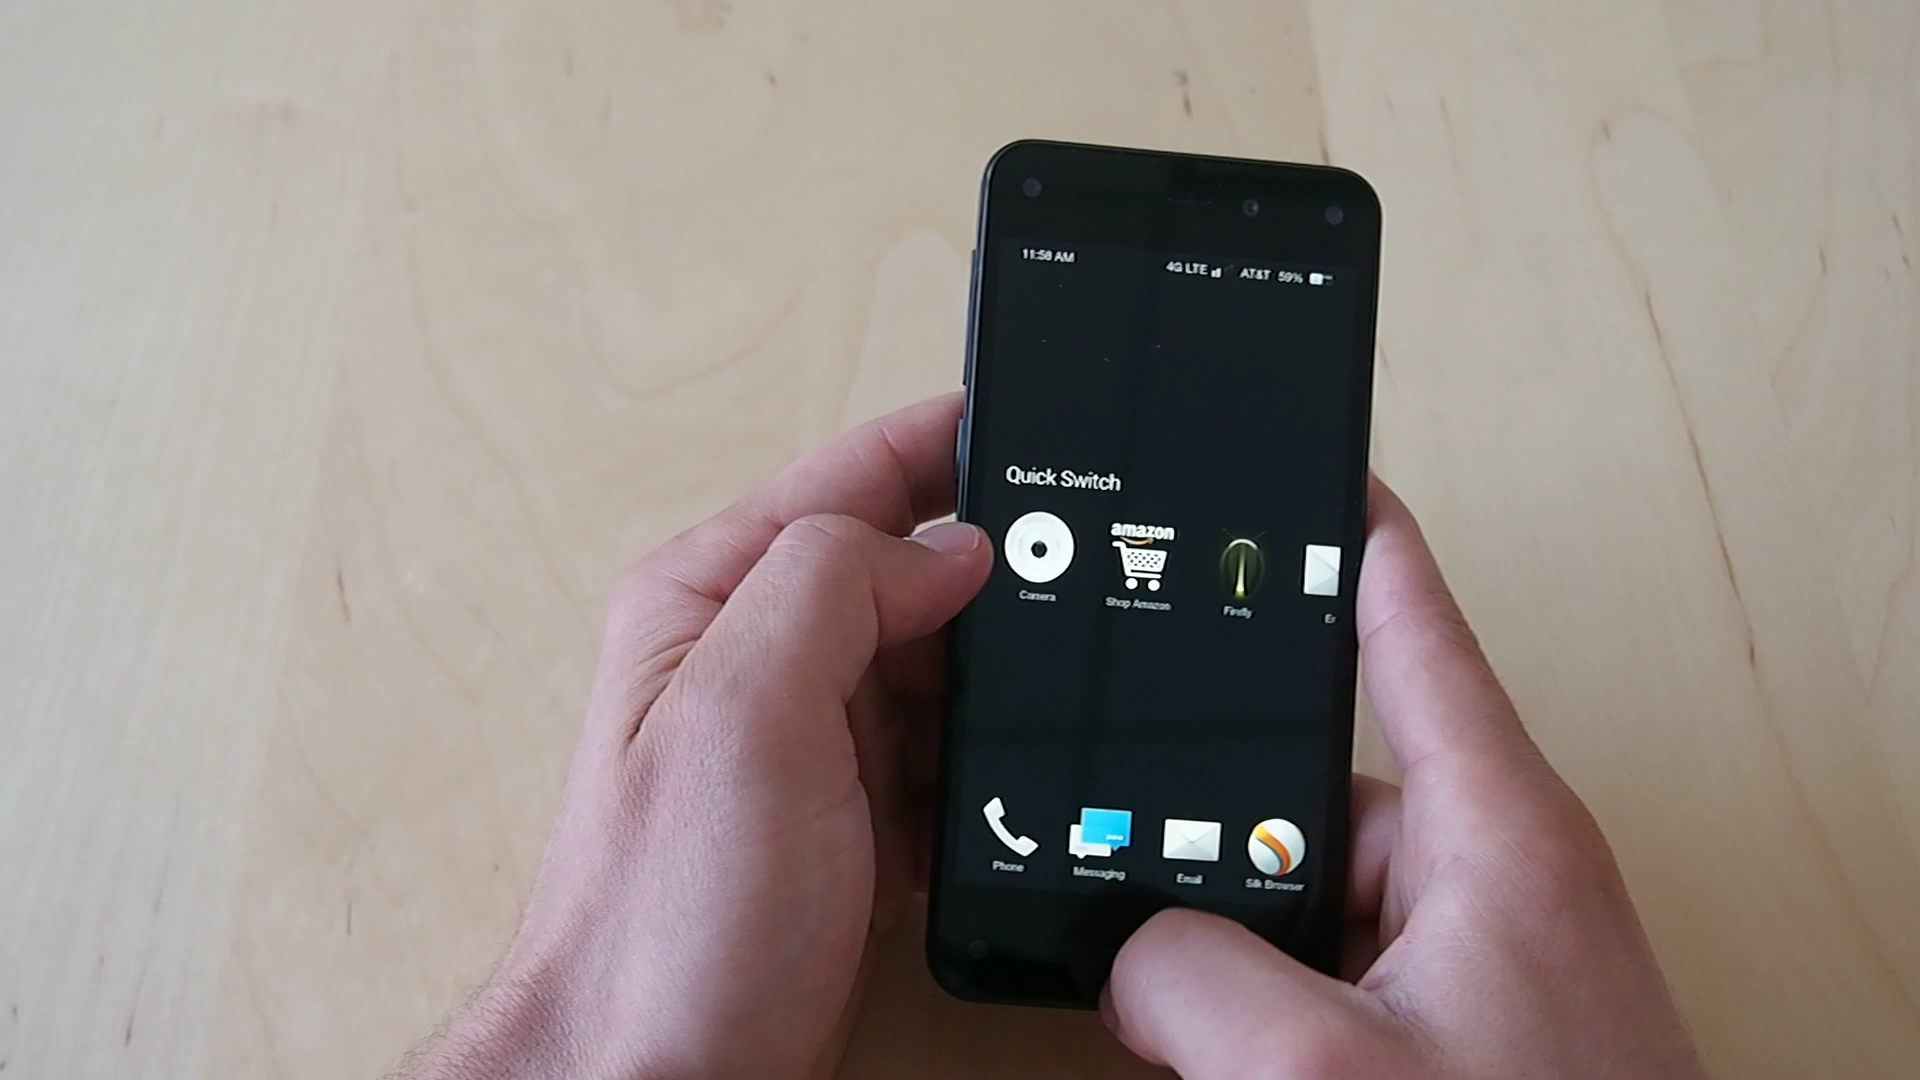 11:58 AM 4G LTE AT&T 59%
Quick Switch
amazon
Camera Shop Amazon Firefly
Phone Messaging Email Silk Browser